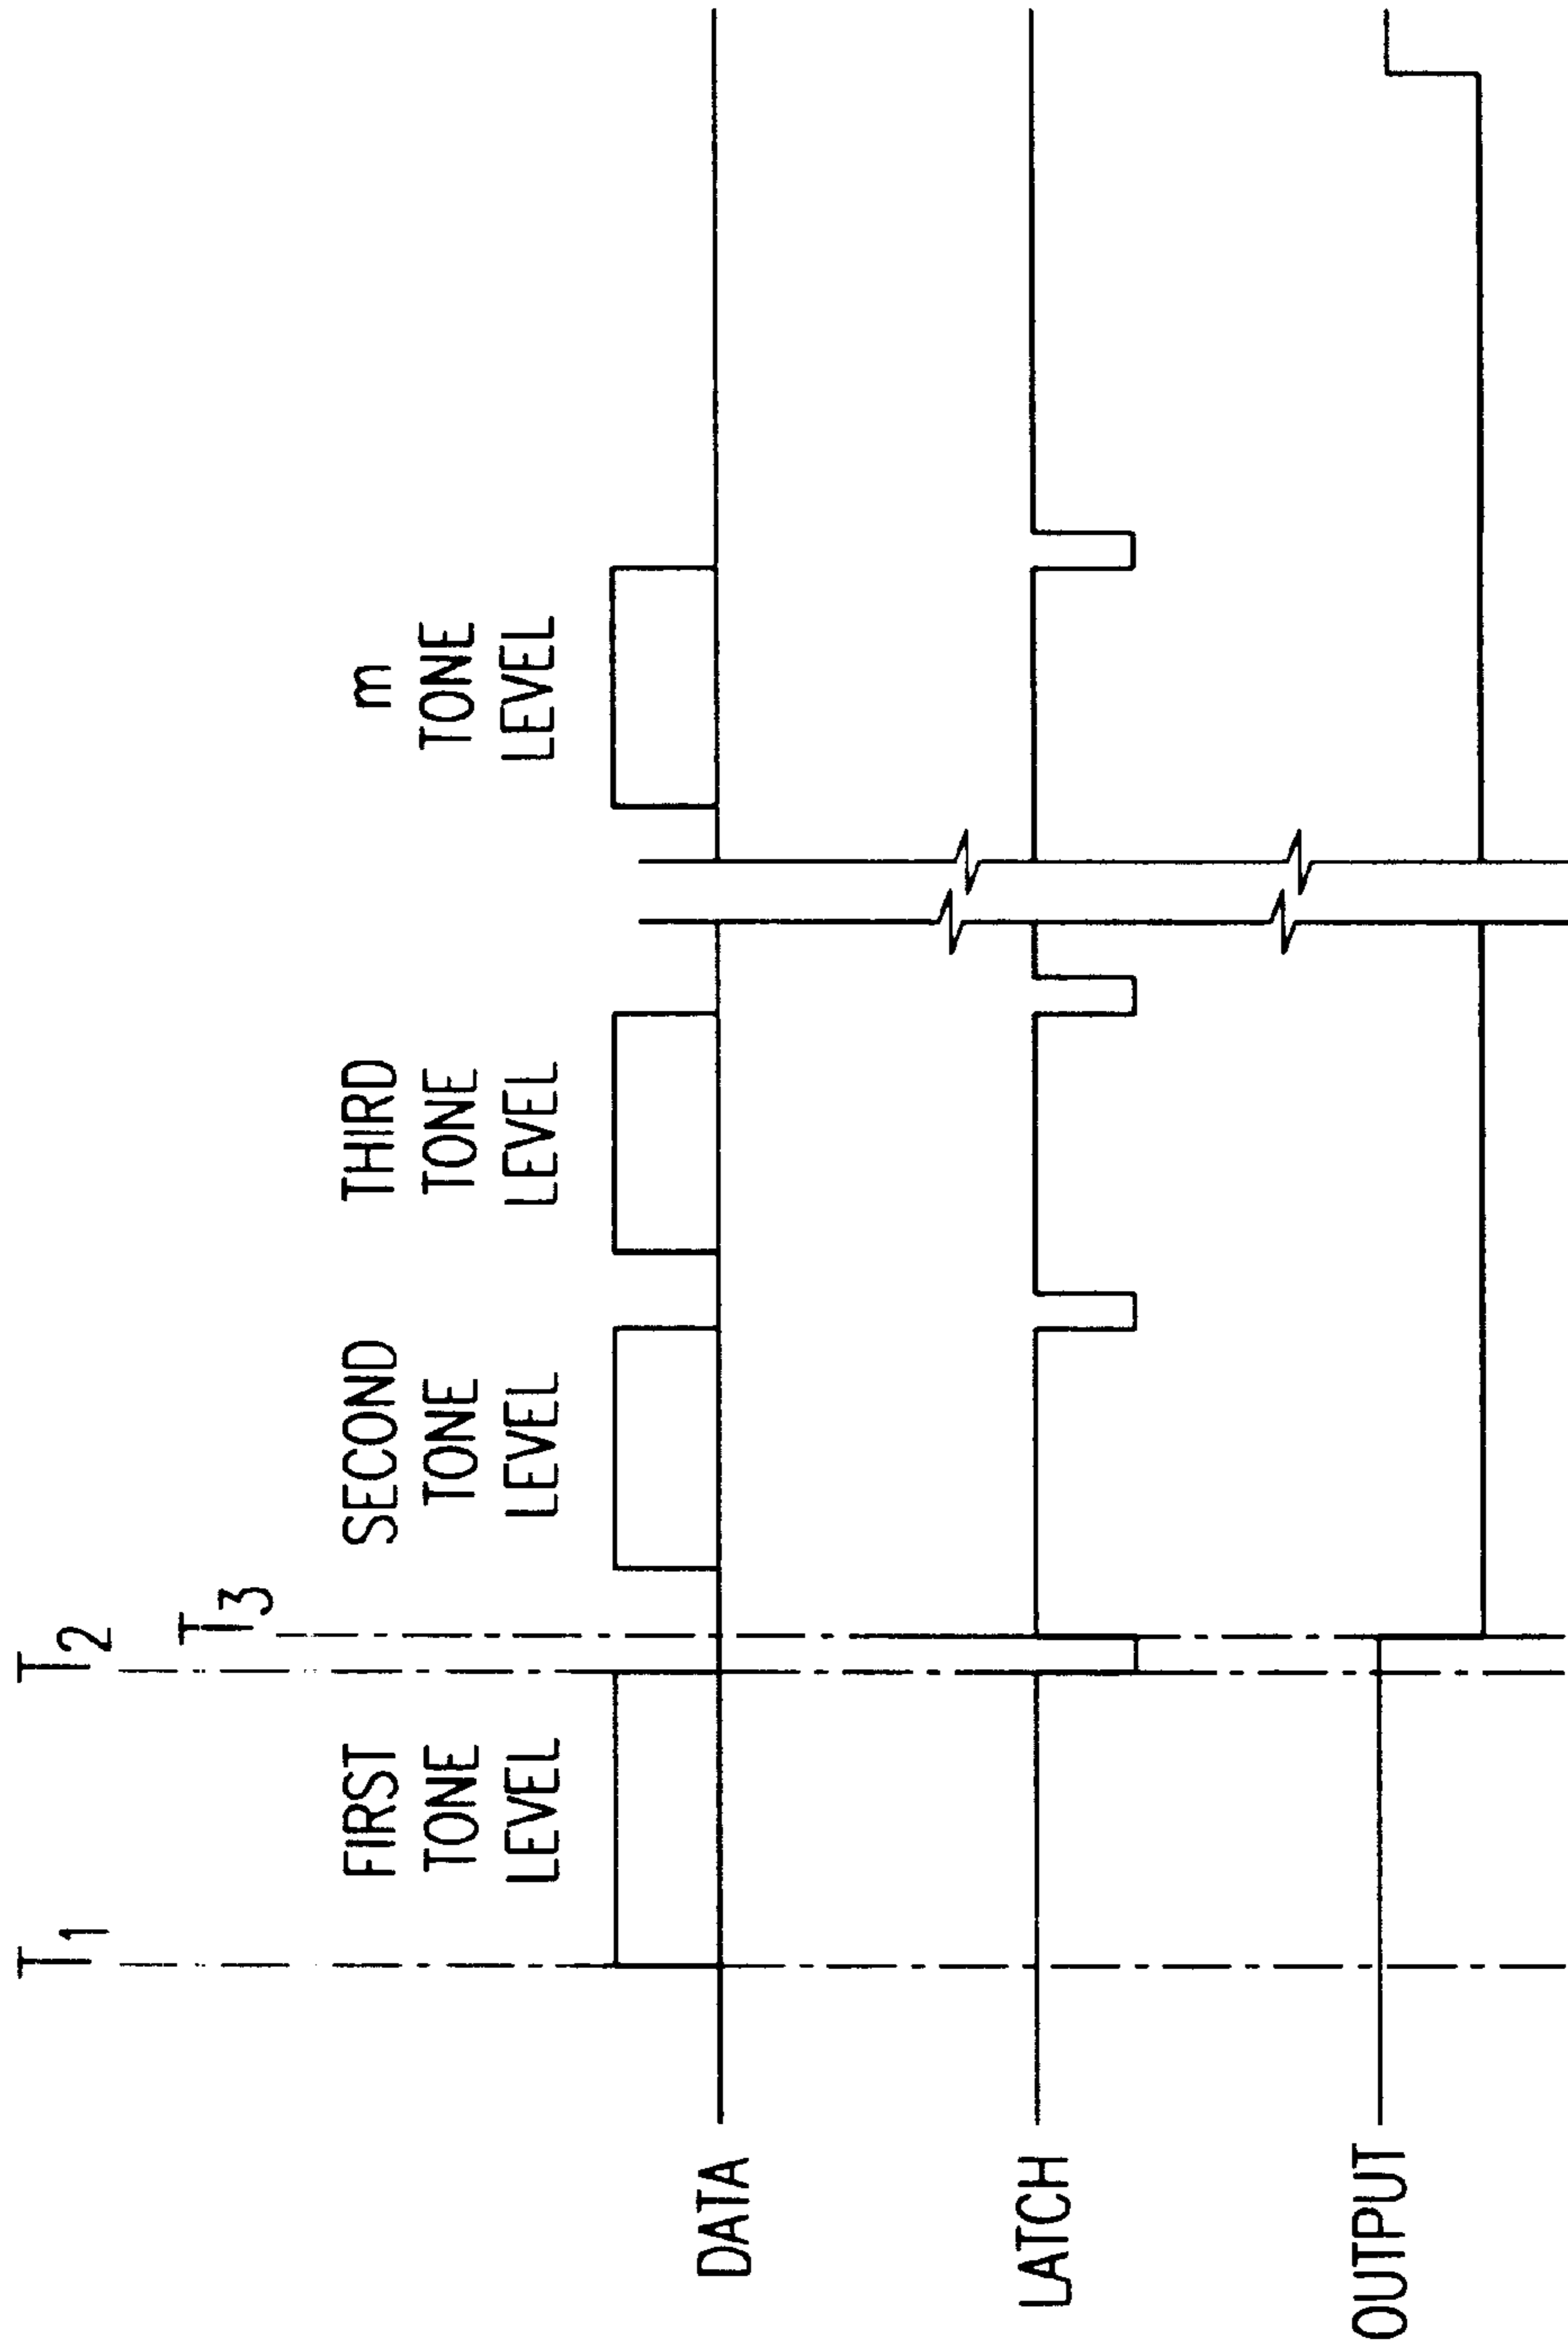 T1
T2
T3
FIRST
TONE
LEVEL
SECOND
TONE
LEVEL
THIRD
TONE
LEVEL
m
TONE
LEVEL
DATA
LATCH
OUTPUT